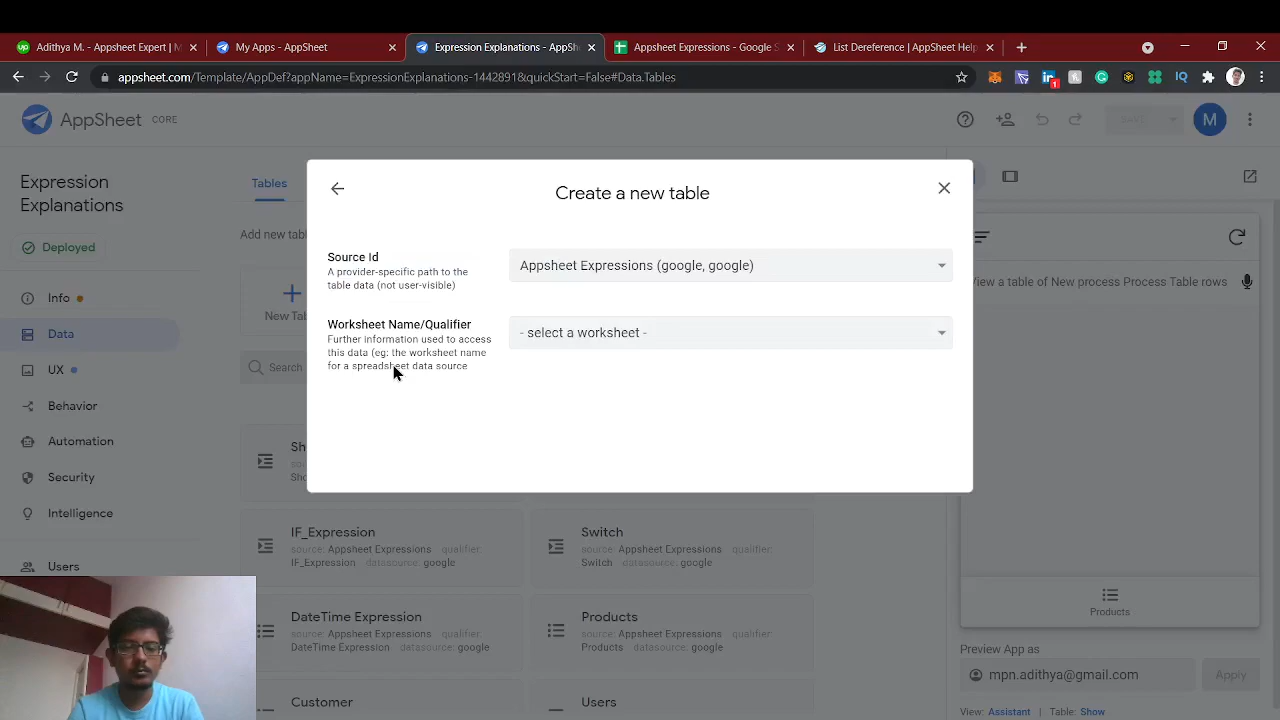 Adithya M. - AppSheet Expert | M
My Apps - AppSheet
Expression Explanations - AppSh
Appsheet Expressions - Google S
List Dereference | AppSheet Help
appsheet.com/Template/AppDef?appName=ExpressionExplanations-1442891&quickStart=False#Data.Tables
1
AppSheet CORE
SAVE
M
Expression
Explanations
Deployed
Info
Data
UX
Behavior
Automation
Security
Intelligence
Users
Tables
Add new tabl
New Tab
Search
Create a new table
Source Id
A provider-specific path to the
table data (not user-visible)
Appsheet Expressions (google, google)
Worksheet Name/Qualifier
Further information used to access
this data (eg: the worksheet name
for a spreadsheet data source
- select a worksheet -
Sh
IF_Expression
source: Appsheet Expressions qualifier:
IF_Expression datasource: google
Switch
source: Appsheet Expressions qualifier:
Switch datasource: google
DateTime Expression
source: Appsheet Expressions qualifier:
DateTime Expression datasource: google
Products
source: Appsheet Expressions qualifier:
Products datasource: google
Customer
Users
View a table of New process Process Table rows
Products
Preview App as
mpn.adithya@gmail.com
Apply
View: Assistant | Table: Show